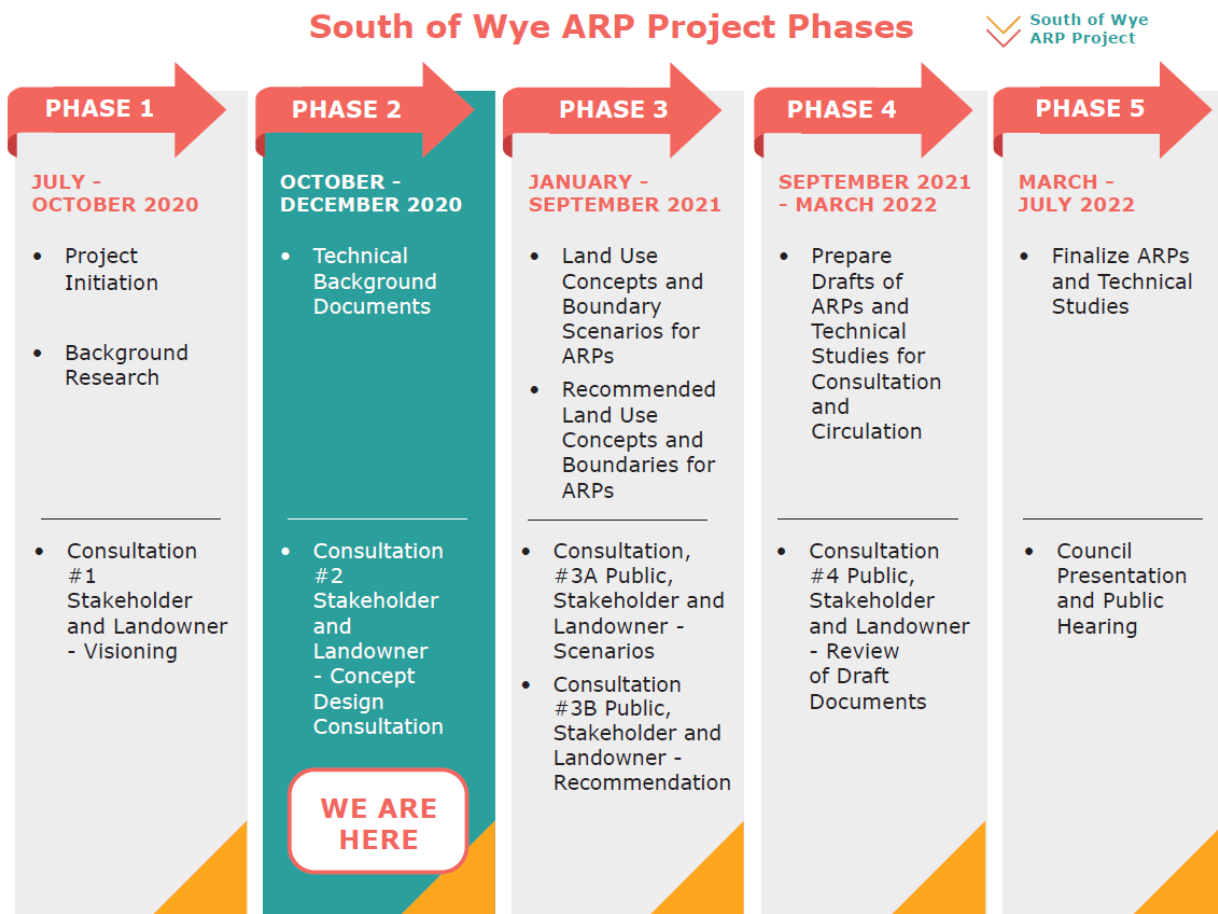 South of Wye ARP Project Phases
South of Wye
ARP Project
PHASE 1
JULY -
OCTOBER 2020
• Project
Initiation
• Background
Research
• Consultation
#1
Stakeholder
and Landowner
- Visioning
PHASE 2
OCTOBER -
DECEMBER 2020
• Technical
Background
Documents
• Consultation
#2
Stakeholder
and
Landowner
- Concept
Design
Consultation
WE ARE
HERE
PHASE 3
JANUARY -
SEPTEMBER 2021
• Land Use
Concepts and
Boundary
Scenarios for
ARPs
• Recommended
Land Use
Concepts and
Boundaries for
ARPs
• Consultation,
#3A Public,
Stakeholder and
Landowner -
Scenarios
• Consultation
#3B Public,
Stakeholder and
Landowner -
Recommendation
PHASE 4
SEPTEMBER 2021
- MARCH 2022
• Prepare
Drafts of
ARPs and
Technical
Studies for
Consultation
and
Circulation
• Consultation
#4 Public,
Stakeholder
and Landowner
- Review
of Draft
Documents
PHASE 5
MARCH -
JULY 2022
• Finalize ARPs
and Technical
Studies
• Council
Presentation
and Public
Hearing